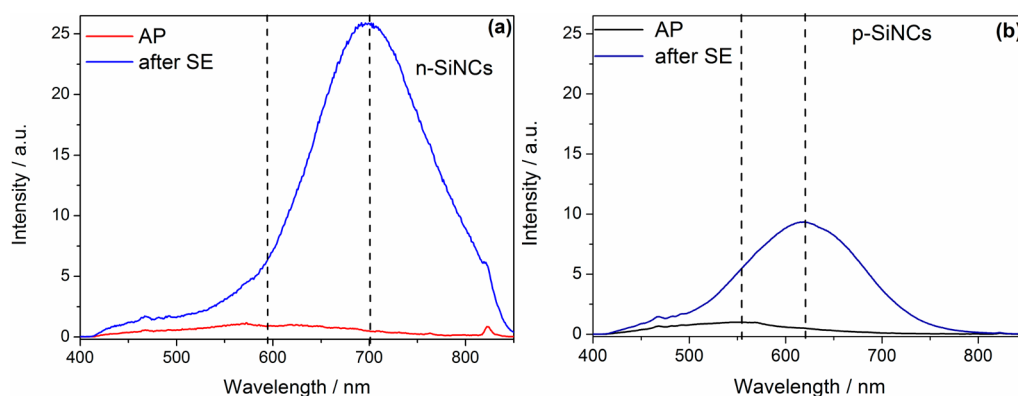 (a)
AP
after SE
n-SiNCs
25
20
15
10
5
0
Intensity / a.u.
400 500 600 700 800
Wavelength / nm
(b)
AP
after SE
p-SiNCs
25
20
15
10
5
0
Intensity / a.u.
400 500 600 700 800
Wavelength / nm